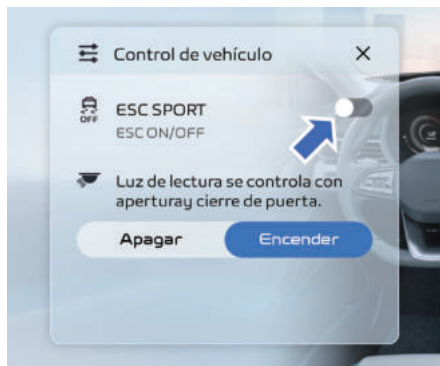 Control de vehículo
ESC SPORT
OFF
ESC ON/OFF
Luz de lectura se controla con
aperturay cierre de puerta.
Apagar Encender